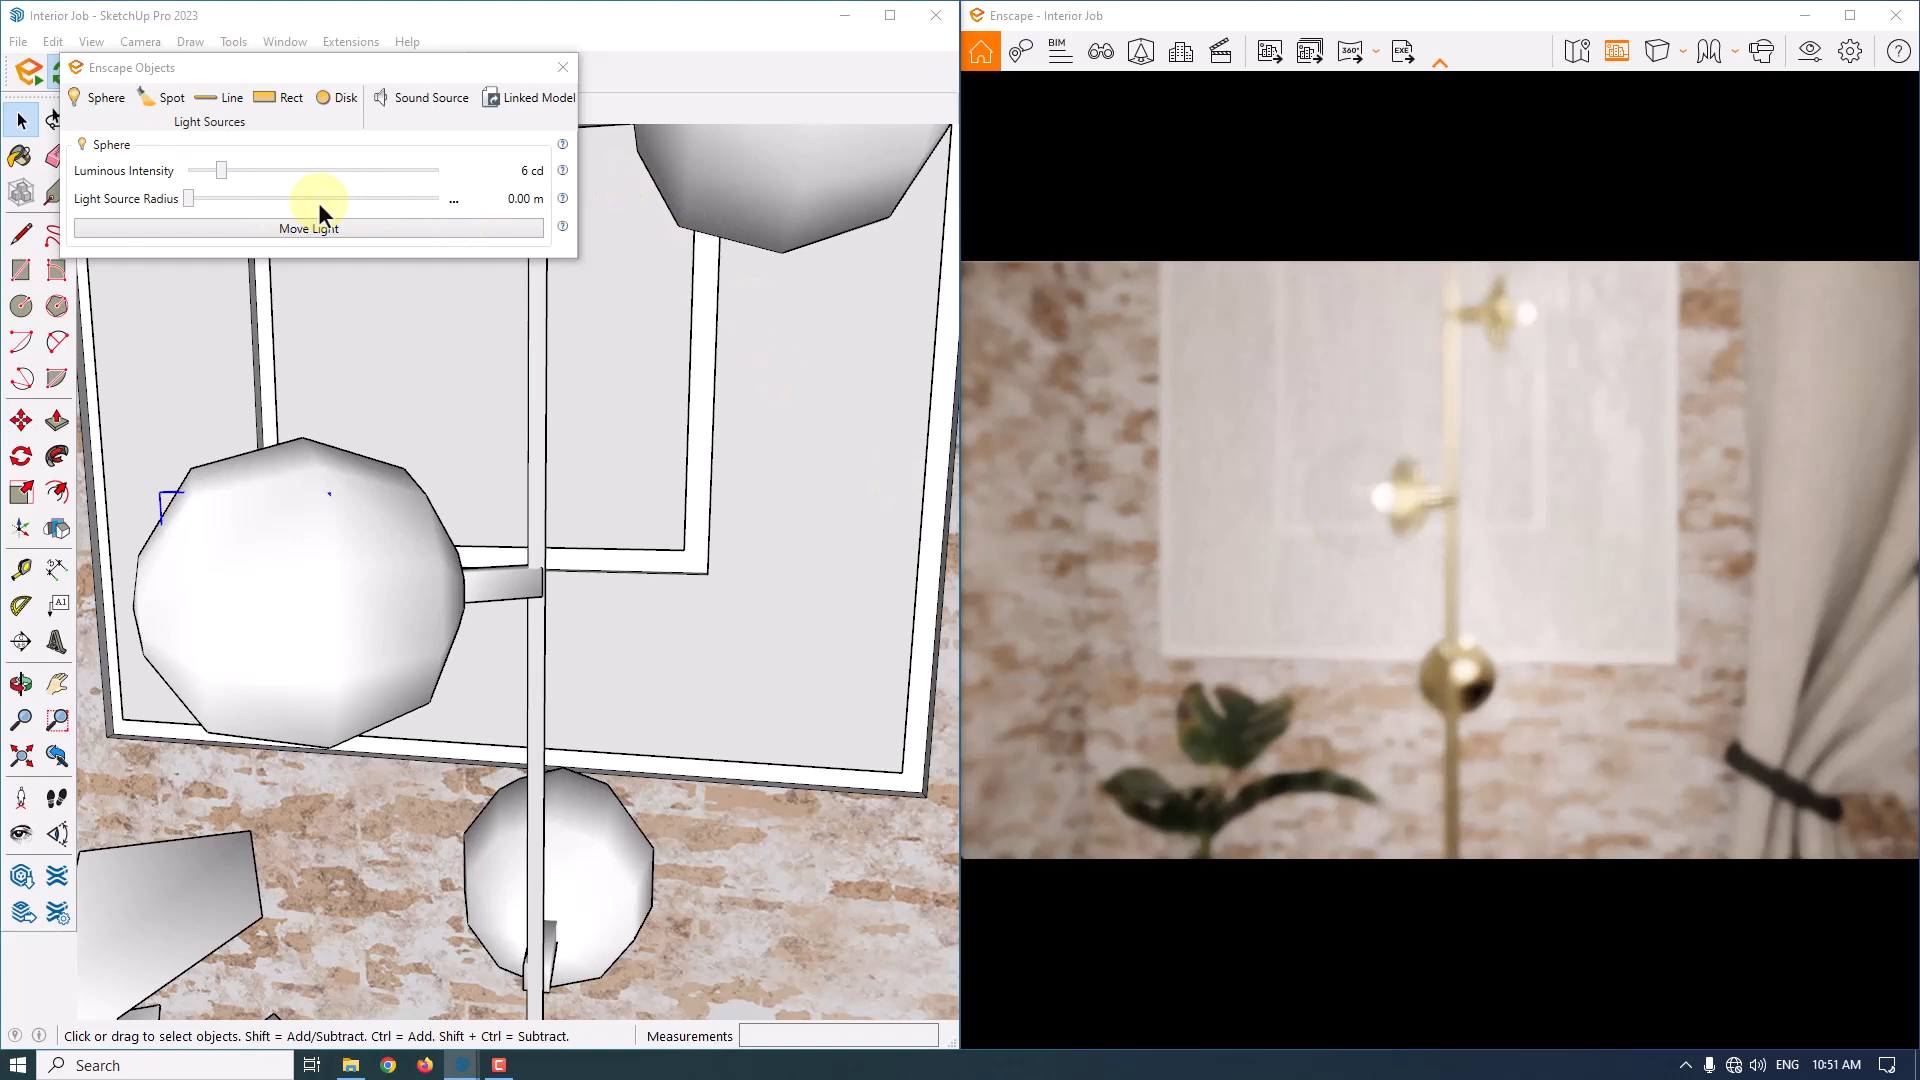 Interior Job - SketchUp Pro 2023
Enscape - Interior Job
File Edit View Camera Draw Tools Window Extensions Help
BIM
360°
EXE
Enscape Objects
Sphere Spot Line Rect Disk Sound Source Linked Model
Light Sources
Sphere
Luminous Intensity 6 cd
Light Source Radius ... 0.00 m
Move Light
A1
Click or drag to select objects. Shift = Add/Subtract. Ctrl = Add. Shift + Ctrl = Subtract. Measurements
Search
ENG 10:51 AM